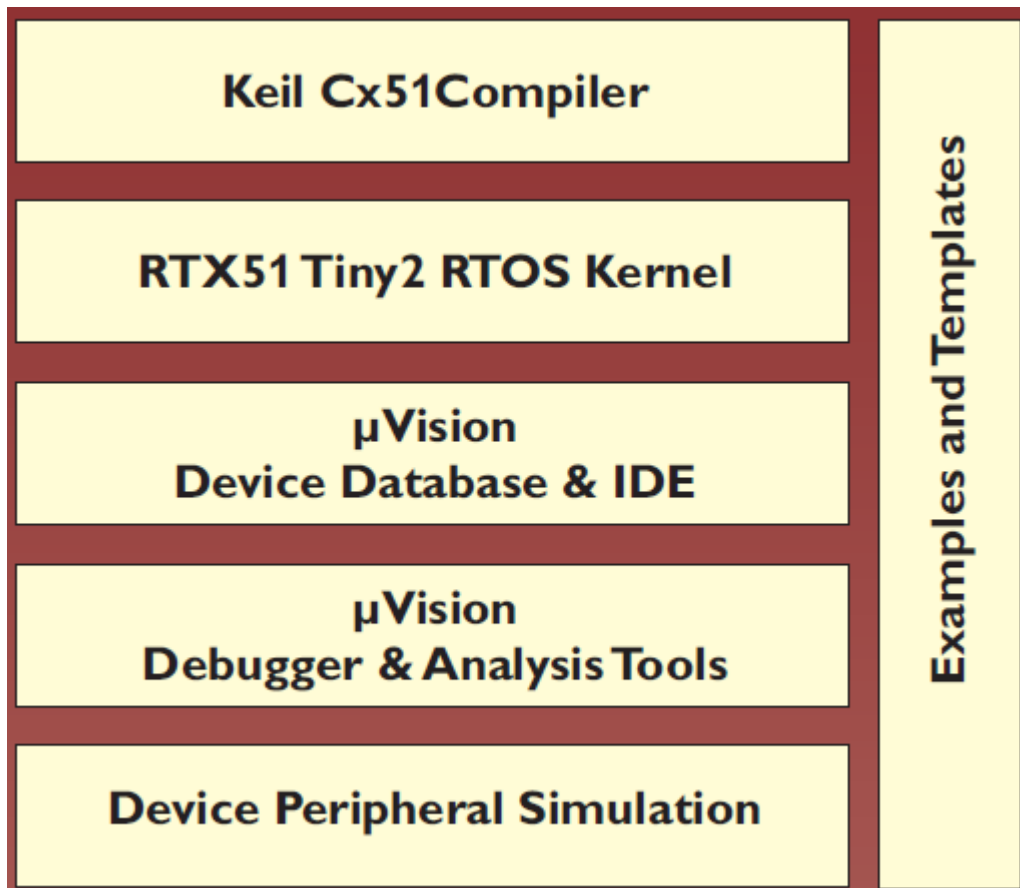 Keil Cx51Compiler
RTX51 Tiny2 RTOS Kernel
µVision
Device Database & IDE
µVision
Debugger & Analysis Tools
Device Peripheral Simulation
Examples and Templates